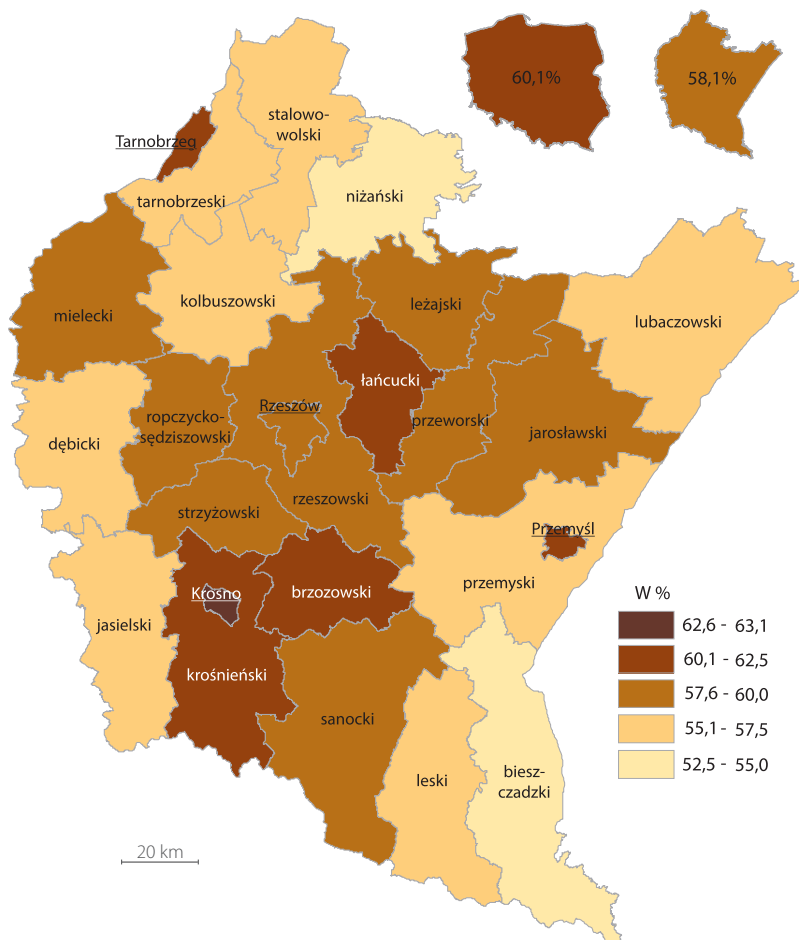 60,1%
58,1%
stalowo-
wolski
Tarnobrzeg
niżański
tarnobrzeski
kolbuszowski
leżajski
mielecki
lubaczowski
łańcucki
Rzeszów
ropczycko-
sędziszowski
przeworski
jarosławski
dębicki
rzeszowski
strzyżowski
Przemyśl
przemyski
Krosno
brzozowski
jasielski
krośnieński
sanocki
leski
biesz-
czadzki
W %
62,6 - 63,1
60,1 - 62,5
57,6 - 60,0
55,1 - 57,5
52,5 - 55,0
20 km